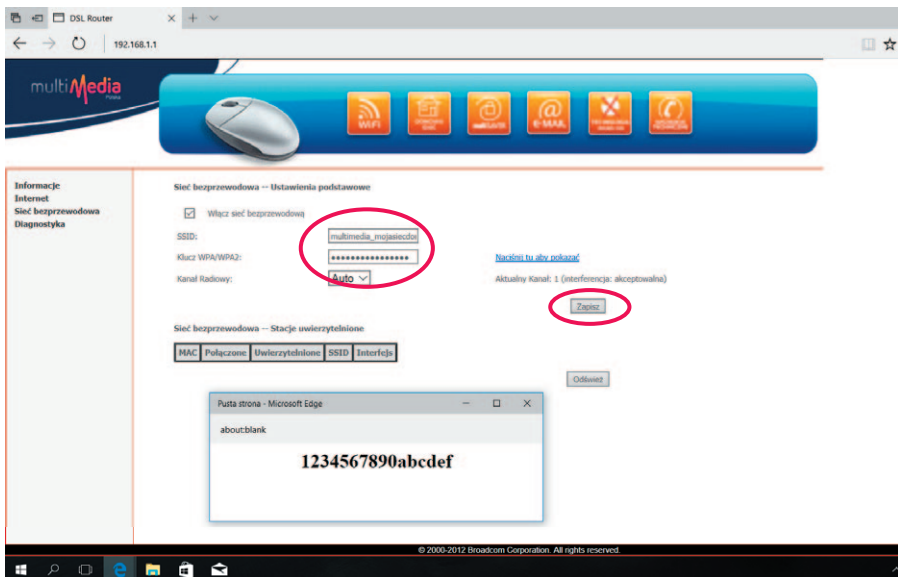 DSL Router
192.168.1.1
multiMedia
Polska
WIFI
E-MAIL
Informacje
Internet
Sieć bezprzewodowa
Diagnostyka
Sieć bezprzewodowa -- Ustawienia podstawowe
Włącz sieć bezprzewodową
SSID: multimedia_mojasiecdo
Klucz WPA/WPA2: •••••••••••••••• Naciśnij tu aby pokazać
Kanał Radiowy: Auto Aktualny Kanał: 1 (interferencja: akceptowalna)
Zapisz
Sieć bezprzewodowa -- Stacje uwierzytelnione
MAC Połączone Uwierzytelnione SSID Interfejs
Odśwież
Pusta strona - Microsoft Edge
about:blank
1234567890abcdef
© 2000-2012 Broadcom Corporation. All rights reserved.